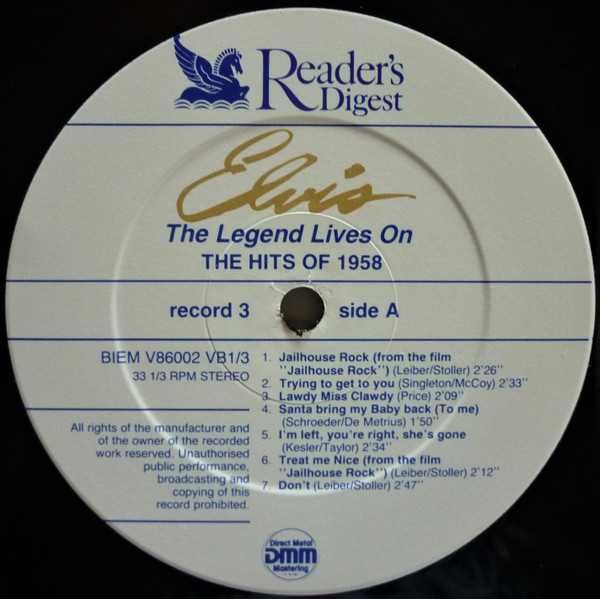 Reader's
Digest
Elvis
The Legend Lives On
THE HITS OF 1958
record 3 side A
BIEM V86002 VB1/3
33 1/3 RPM STEREO
All rights of the manufacturer and
of the owner of the recorded
work reserved. Unauthorised
public performance,
broadcasting and
copying of this
record prohibited.
1. Jailhouse Rock (from the film
''Jailhouse Rock'') (Leiber/Stoller) 2'26''
2. Trying to get to you (Singleton/McCoy) 2'33''
3. Lawdy Miss Clawdy (Price) 2'09''
4. Santa bring my Baby back (To me)
(Schroeder/De Metrius) 1'50''
5. I'm left, you're right, she's gone
(Kesler/Taylor) 2'34''
6. Treat me Nice (from the film
''Jailhouse Rock'') (Leiber/Stoller) 2'12''
7. Don't (Leiber/Stoller) 2'47''
Direct Metal
DMM
Mastering